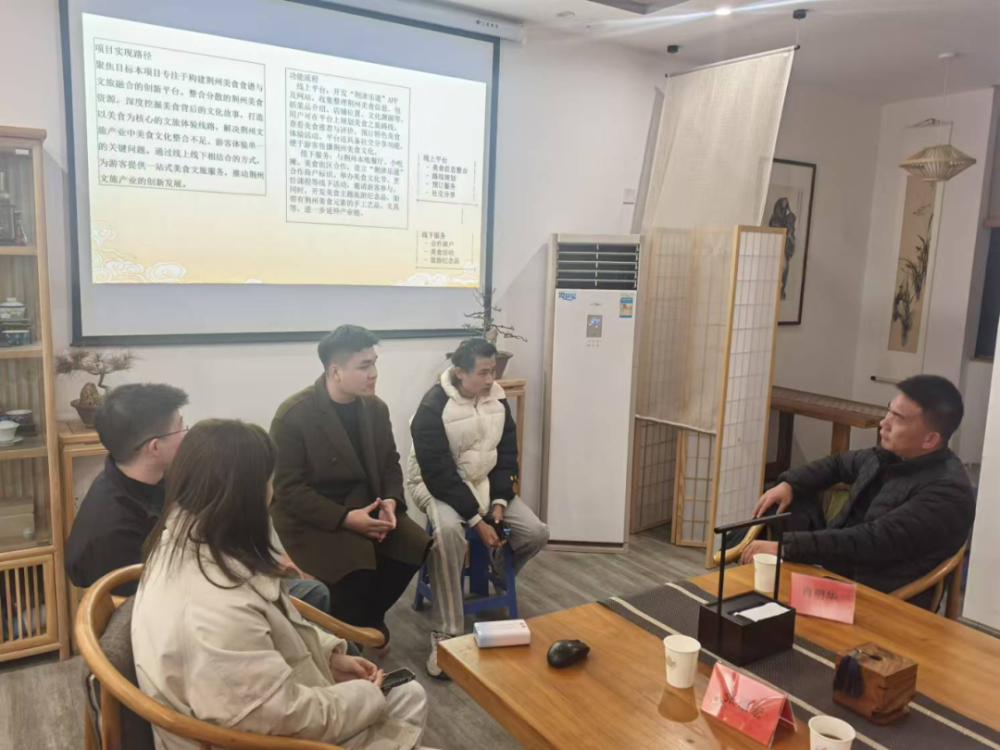 项目实现路径
聚焦目标本项目专注于构建荆州美食食谱与
文旅融合的创新平台。整合分散的荆州美食
资源，深度挖掘美食背后的文化故事，打造
以美食为核心的文旅体验线路，解决荆州文
旅产业中美食文化整合不足、游客体验单一
的关键问题。通过线上线下相结合的方式，
为游客提供一站式美食文旅服务，推动荆州
文旅产业的创新发展。
功能流程
线上平台：开发“荆津乐道”APP
及网站，收集整理荆州美食信息，包
括菜品介绍、店铺位置、文化渊源等。
用户可在平台上规划美食之旅路线，
查看美食推荐与评价，预订特色美食
体验活动。平台还具备社交分享功能，
便于游客传播荆州美食文化。
线下服务：与荆州本地餐厅、小吃
摊、美食街区合作，设立“荆津乐道”
合作商户标识。举办美食文化节、烹
饪课程等线下活动，邀请游客参与。
同时，开发美食主题旅游纪念品，如
带有荆州美食元素的手工艺品、文具
等，进一步延伸产业链。
线上平台
- 美食信息整合
- 路线规划
- 预订服务
- 社交分享
线下服务
- 合作商户
- 美食活动
- 旅游纪念品